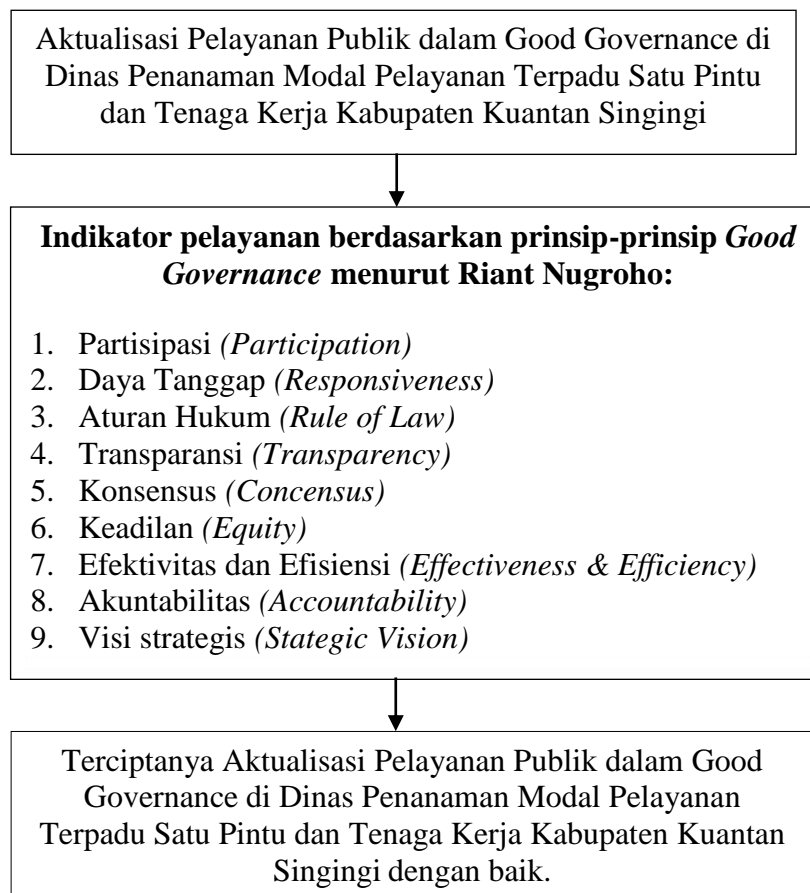 Aktualisasi Pelayanan Publik dalam Good Governance di
Dinas Penanaman Modal Pelayanan Terpadu Satu Pintu
dan Tenaga Kerja Kabupaten Kuantan Singingi
Indikator pelayanan berdasarkan prinsip-prinsip Good
Governance menurut Riant Nugroho:
1. Partisipasi (Participation)
2. Daya Tanggap (Responsiveness)
3. Aturan Hukum (Rule of Law)
4. Transparansi (Transparency)
5. Konsensus (Concensus)
6. Keadilan (Equity)
7. Efektivitas dan Efisiensi (Effectiveness & Efficiency)
8. Akuntabilitas (Accountability)
9. Visi strategis (Stategic Vision)
Terciptanya Aktualisasi Pelayanan Publik dalam Good
Governance di Dinas Penanaman Modal Pelayanan
Terpadu Satu Pintu dan Tenaga Kerja Kabupaten Kuantan
Singingi dengan baik.